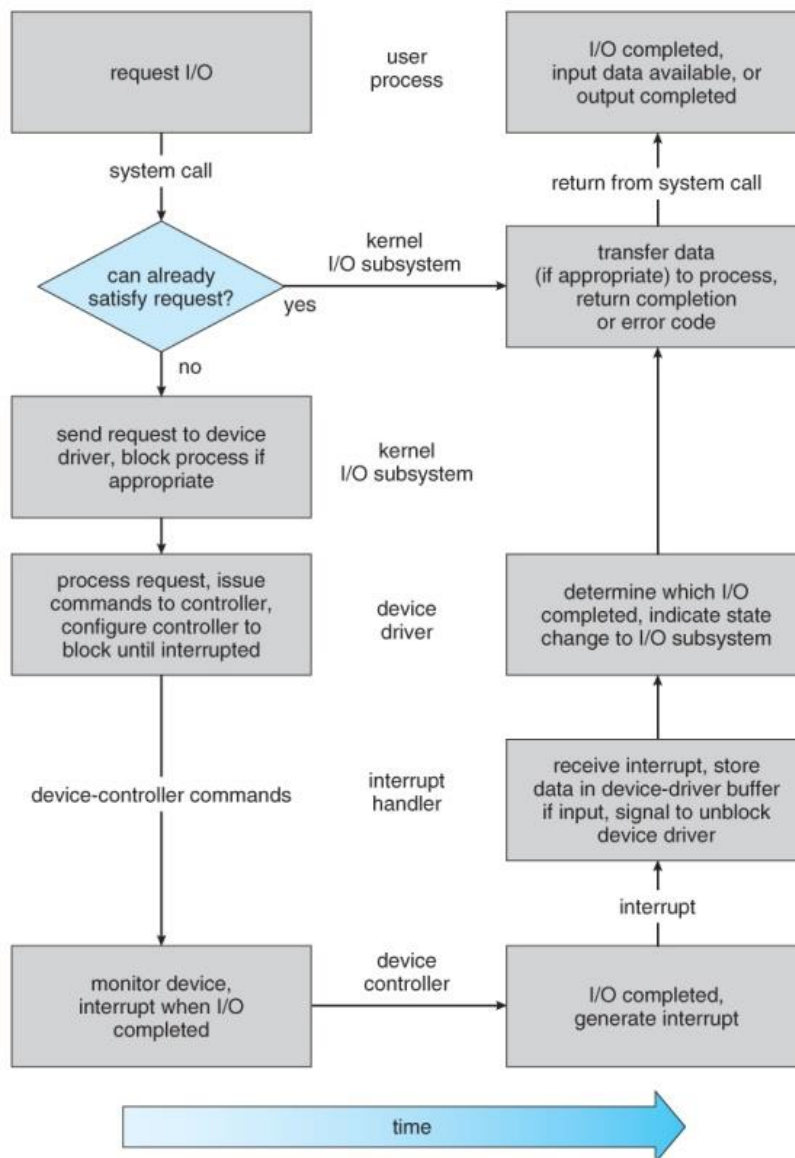 request I/O
user
process
I/O completed,
input data available, or
output completed
system call
return from system call
can already
satisfy request?
kernel
I/O subsystem
yes
transfer data
(if appropriate) to process,
return completion
or error code
no
send request to device
driver, block process if
appropriate
kernel
I/O subsystem
process request, issue
commands to controller,
configure controller to
block until interrupted
device
driver
determine which I/O
completed, indicate state
change to I/O subsystem
device-controller commands
interrupt
handler
receive interrupt, store
data in device-driver buffer
if input, signal to unblock
device driver
interrupt
monitor device,
interrupt when I/O
completed
device
controller
I/O completed,
generate interrupt
time